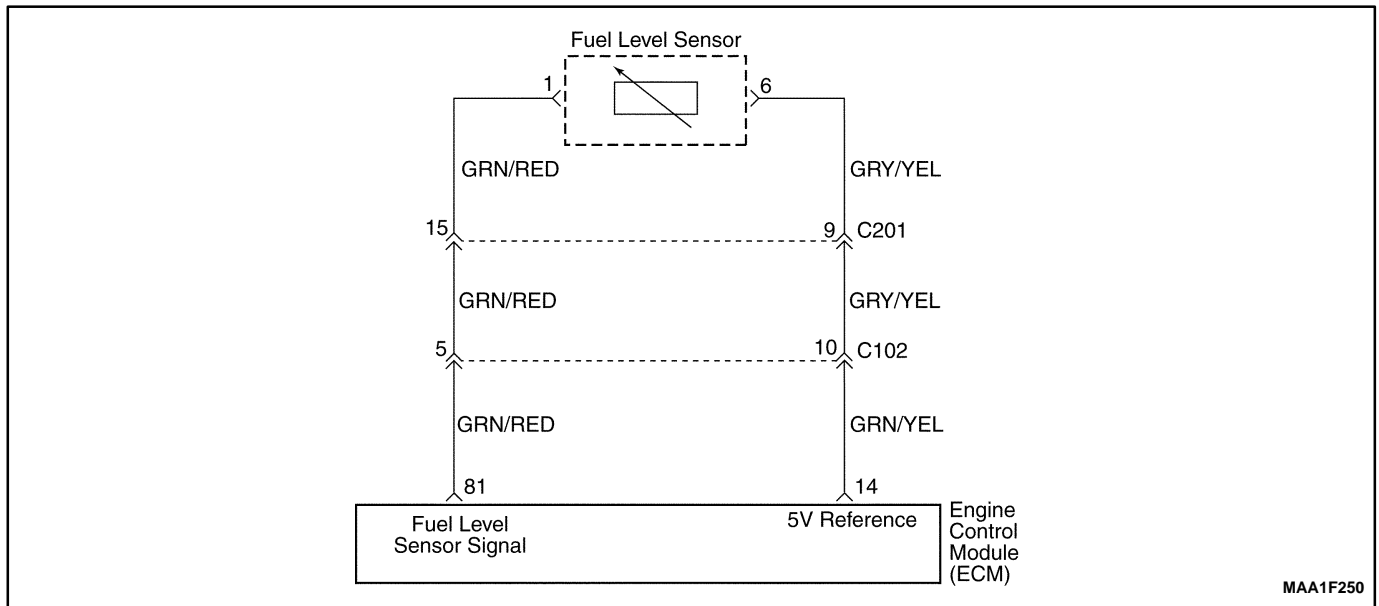 Fuel Level Sensor
1
6
GRN/RED
GRY/YEL
15
9
C201
GRN/RED
GRY/YEL
5
10
C102
GRN/RED
GRN/YEL
81
14
Fuel Level
Sensor Signal
5V Reference
Engine
Control
Module
(ECM)
MAA1F250